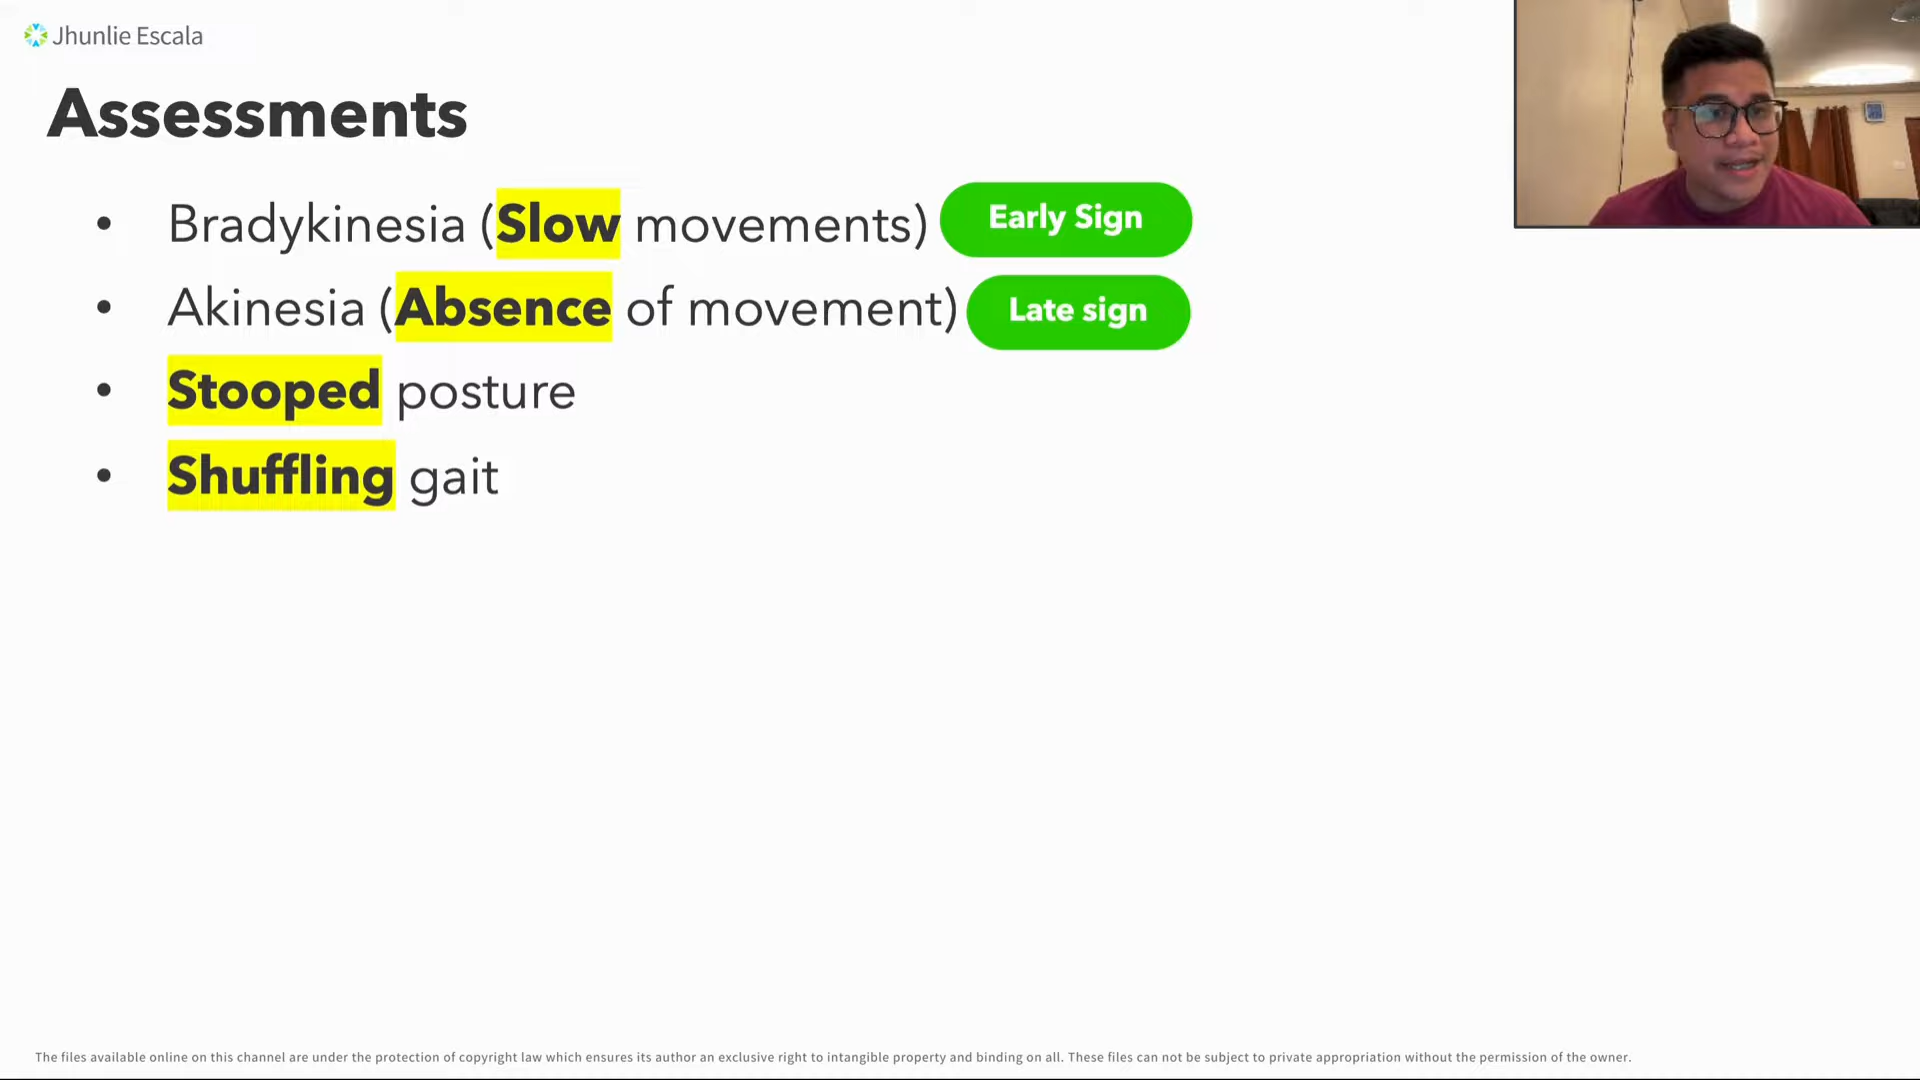 Jhunlie Escala
Assessments
• Bradykinesia (Slow movements) Early Sign
• Akinesia (Absence of movement) Late sign
• Stooped posture
• Shuffling gait
The files available online on this channel are under the protection of copyright law which ensures its author an exclusive right to intangible property and binding on all. These files can not be subject to private appropriation without the permission of the owner.